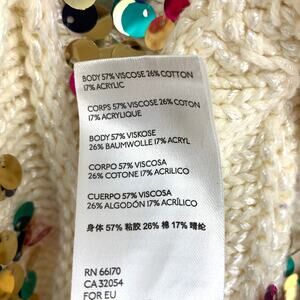 BODY 57% VISCOSE 26% COTTON
17% ACRYLIC
CORPS 57% VISCOSE 26% COTON
17% ACRYLIQUE
BODY 57% VISKOSE
26% BAUMWOLLE 17% ACRYL
CORPO 57% VISCOSA
26% COTONE 17% ACRILICO
CUERPO 57% VISCOSA
26% ALGODÓN 17% ACRÍLICO
身体 57% 粘胶 26% 棉 17% 晴纶
RN 66170
CA 32054
FOR EU